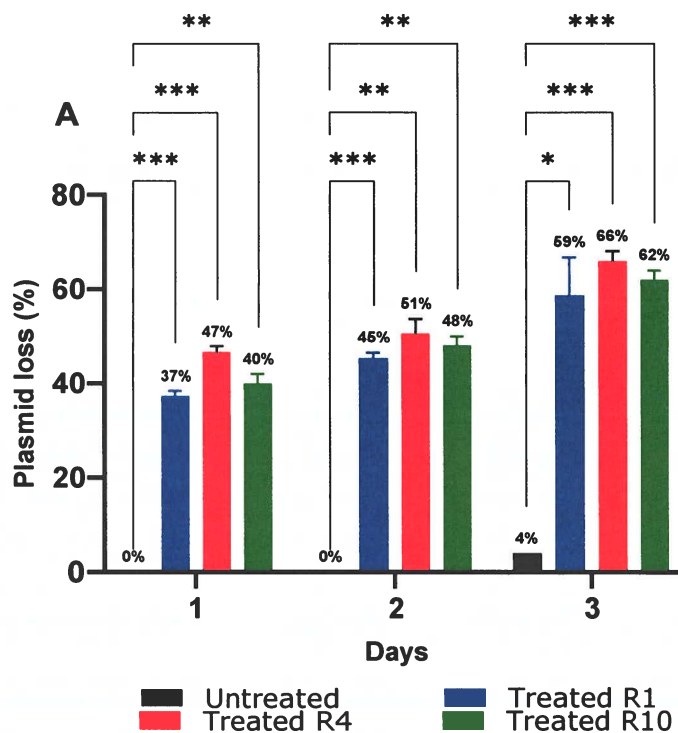 ** ** ***
*** ** ***
A
*** *** *
80
60
40
20
0
Plasmid loss (%)
0% 37% 47% 40%
0% 45% 51% 48%
4% 59% 66% 62%
1 2 3
Days
Untreated Treated R1
Treated R4 Treated R10